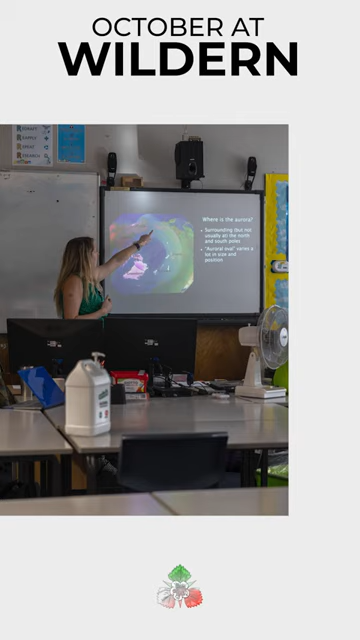 OCTOBER AT
WILDERN
Where is the aurora?
• Surrounding (but not
usually at) the north
and south poles
• "Auroral oval" varies a
lot in size and
position